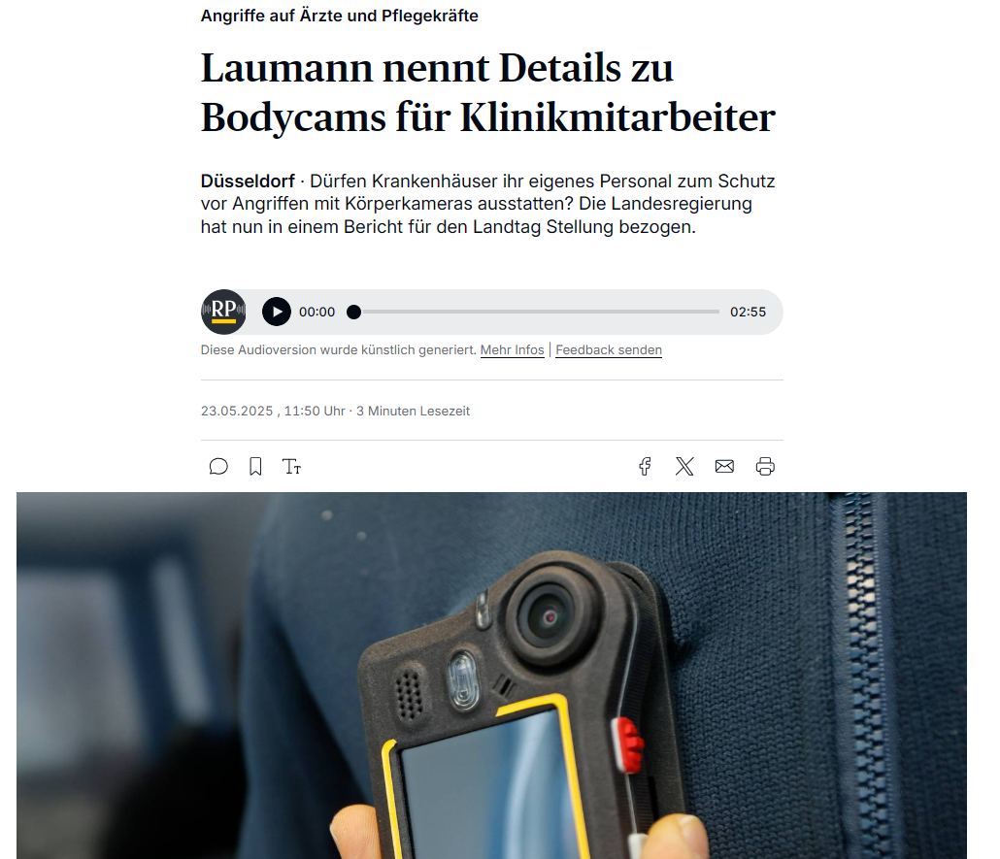 Angriffe auf Ärzte und Pflegekräfte
Laumann nennt Details zu
Bodycams für Klinikmitarbeiter
Düsseldorf · Dürfen Krankenhäuser ihr eigenes Personal zum Schutz
vor Angriffen mit Körperkameras ausstatten? Die Landesregierung
hat nun in einem Bericht für den Landtag Stellung bezogen.
RP 00:00 02:55
Diese Audioversion wurde künstlich generiert. Mehr Infos | Feedback senden
23.05.2025 , 11:50 Uhr · 3 Minuten Lesezeit